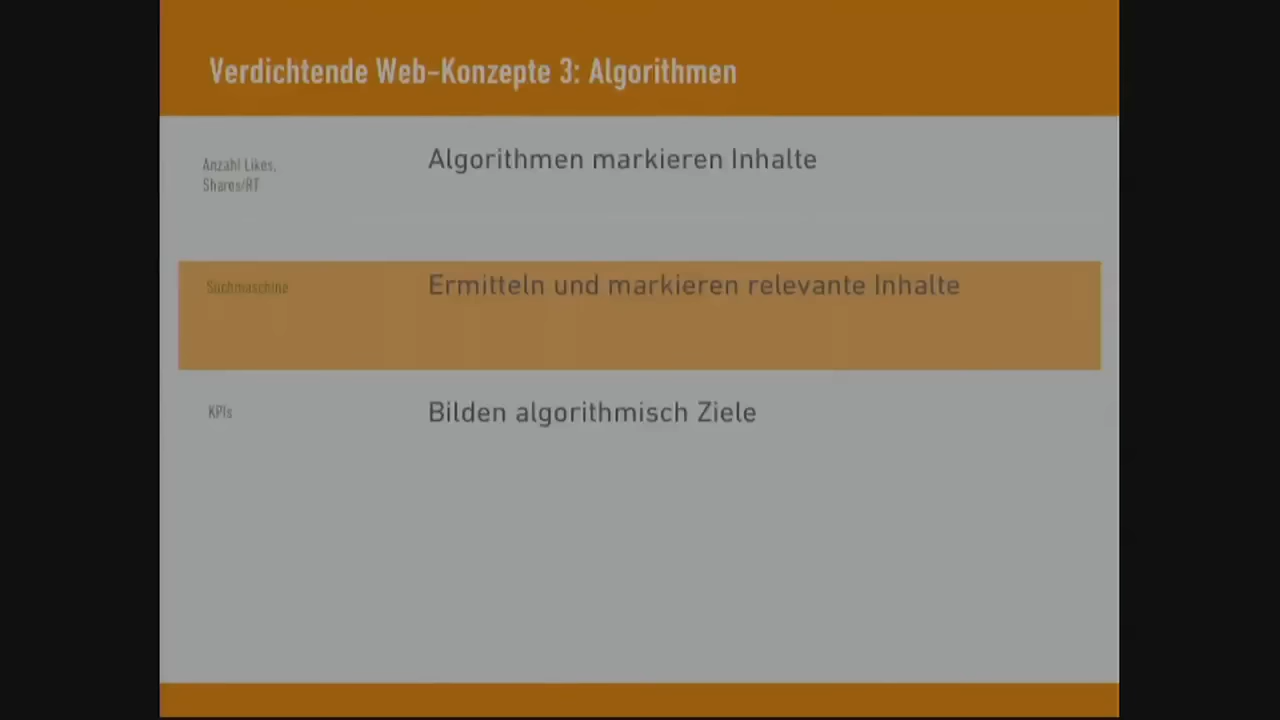 Verdichtende Web-Konzepte 3: Algorithmen
Anzahl Likes,
Shares/RT
Algorithmen markieren Inhalte
Suchmaschine
Ermitteln und markieren relevante Inhalte
KPIs
Bilden algorithmisch Ziele